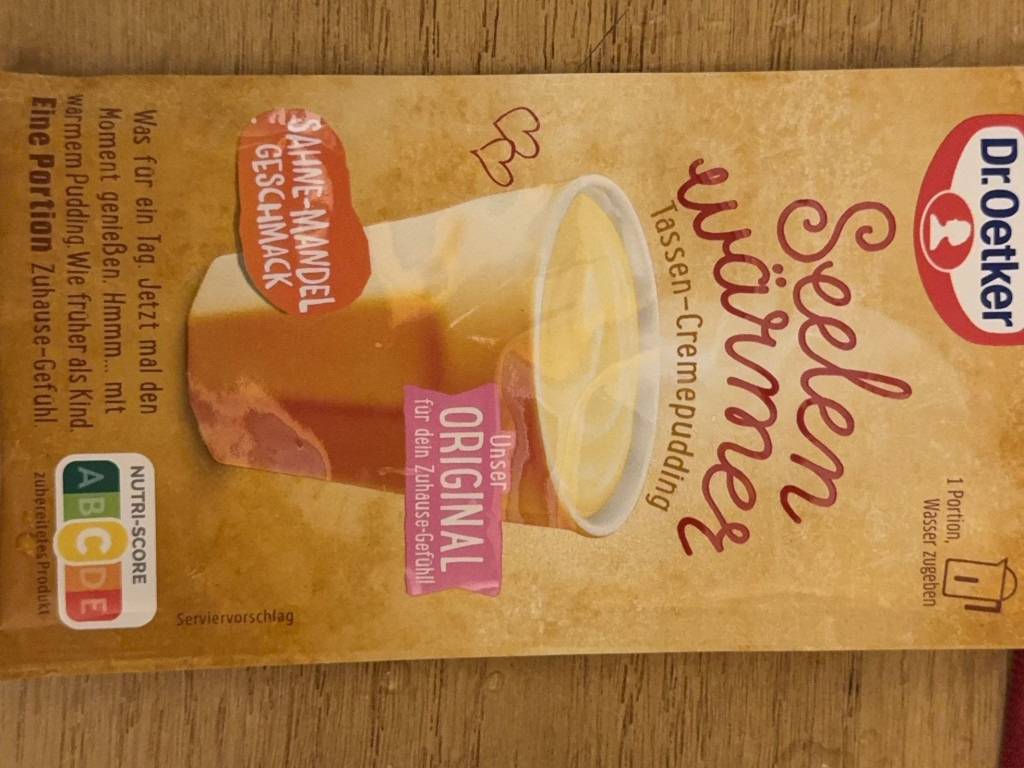 Dr. Oetker
1 Portion,
Wasser zugeben
Seelen
wärmer
Tassen-Cremepudding
Unser
ORIGINAL
für dein Zuhause-Gefühl!
SAHNE-MANDEL
GESCHMACK
Serviervorschlag
Was für ein Tag. Jetzt mal den
Moment genießen. Hmmm... mit
warmem Pudding. Wie früher als Kind.
Eine Portion Zuhause-Gefühl
NUTRI-SCORE
A B C D E
zubereitetes Produkt